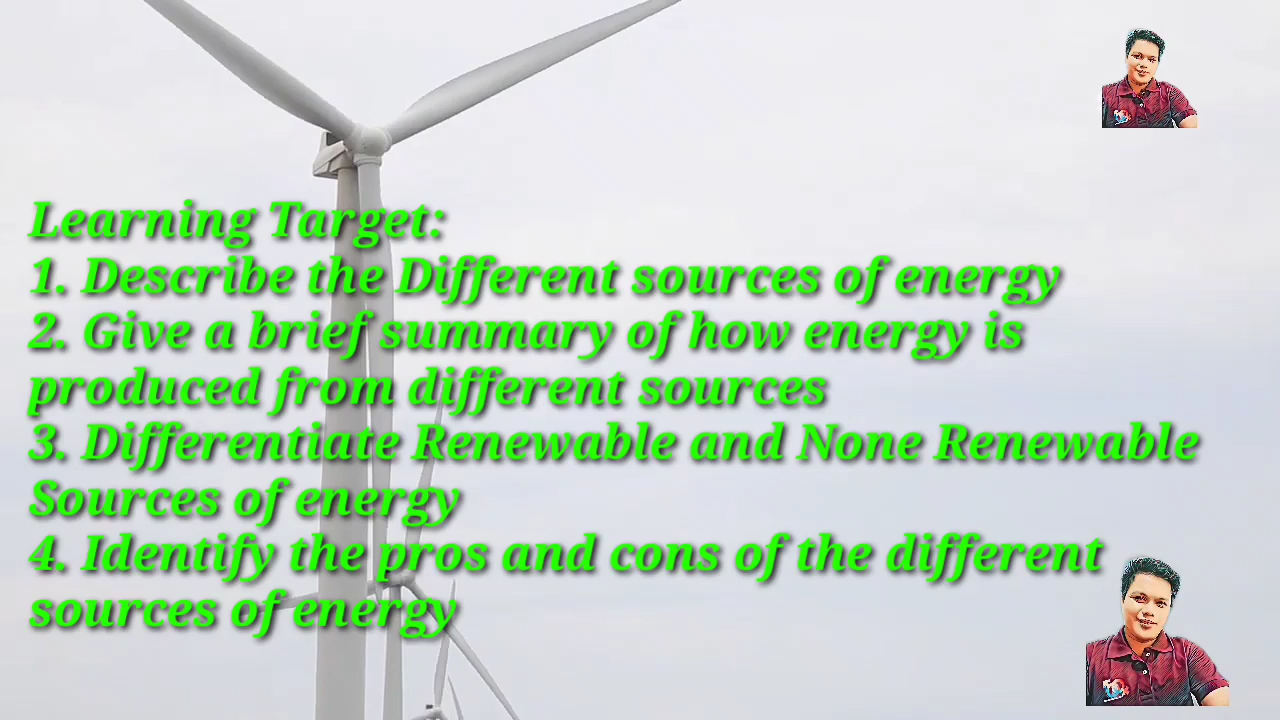 Learning Target:
1. Describe the Different sources of energy
2. Give a brief summary of how energy is
produced from different sources
3. Differentiate Renewable and None Renewable
Sources of energy
4. Identify the pros and cons of the different
sources of energy